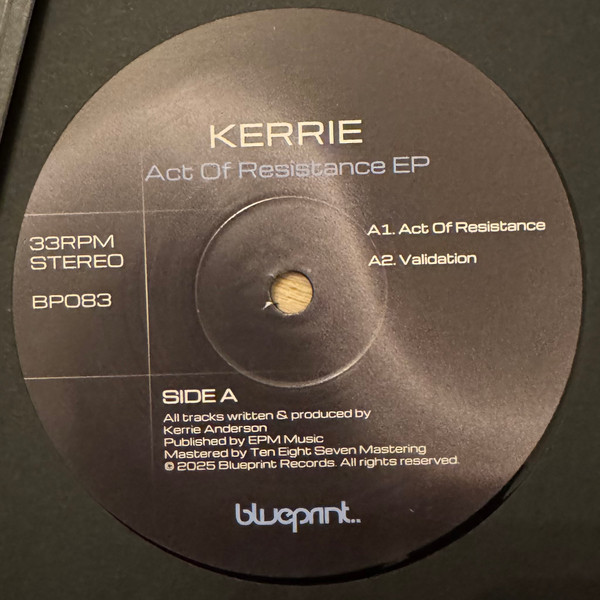 KERRIE
Act Of Resistance EP
33RPM
STEREO
BP083
A1. Act Of Resistance
A2. Validation
SIDE A
All tracks written & produced by
Kerrie Anderson
Published by EPM Music
Mastered by Ten Eight Seven Mastering
© 2025 Blueprint Records. All rights reserved.
blueprint..